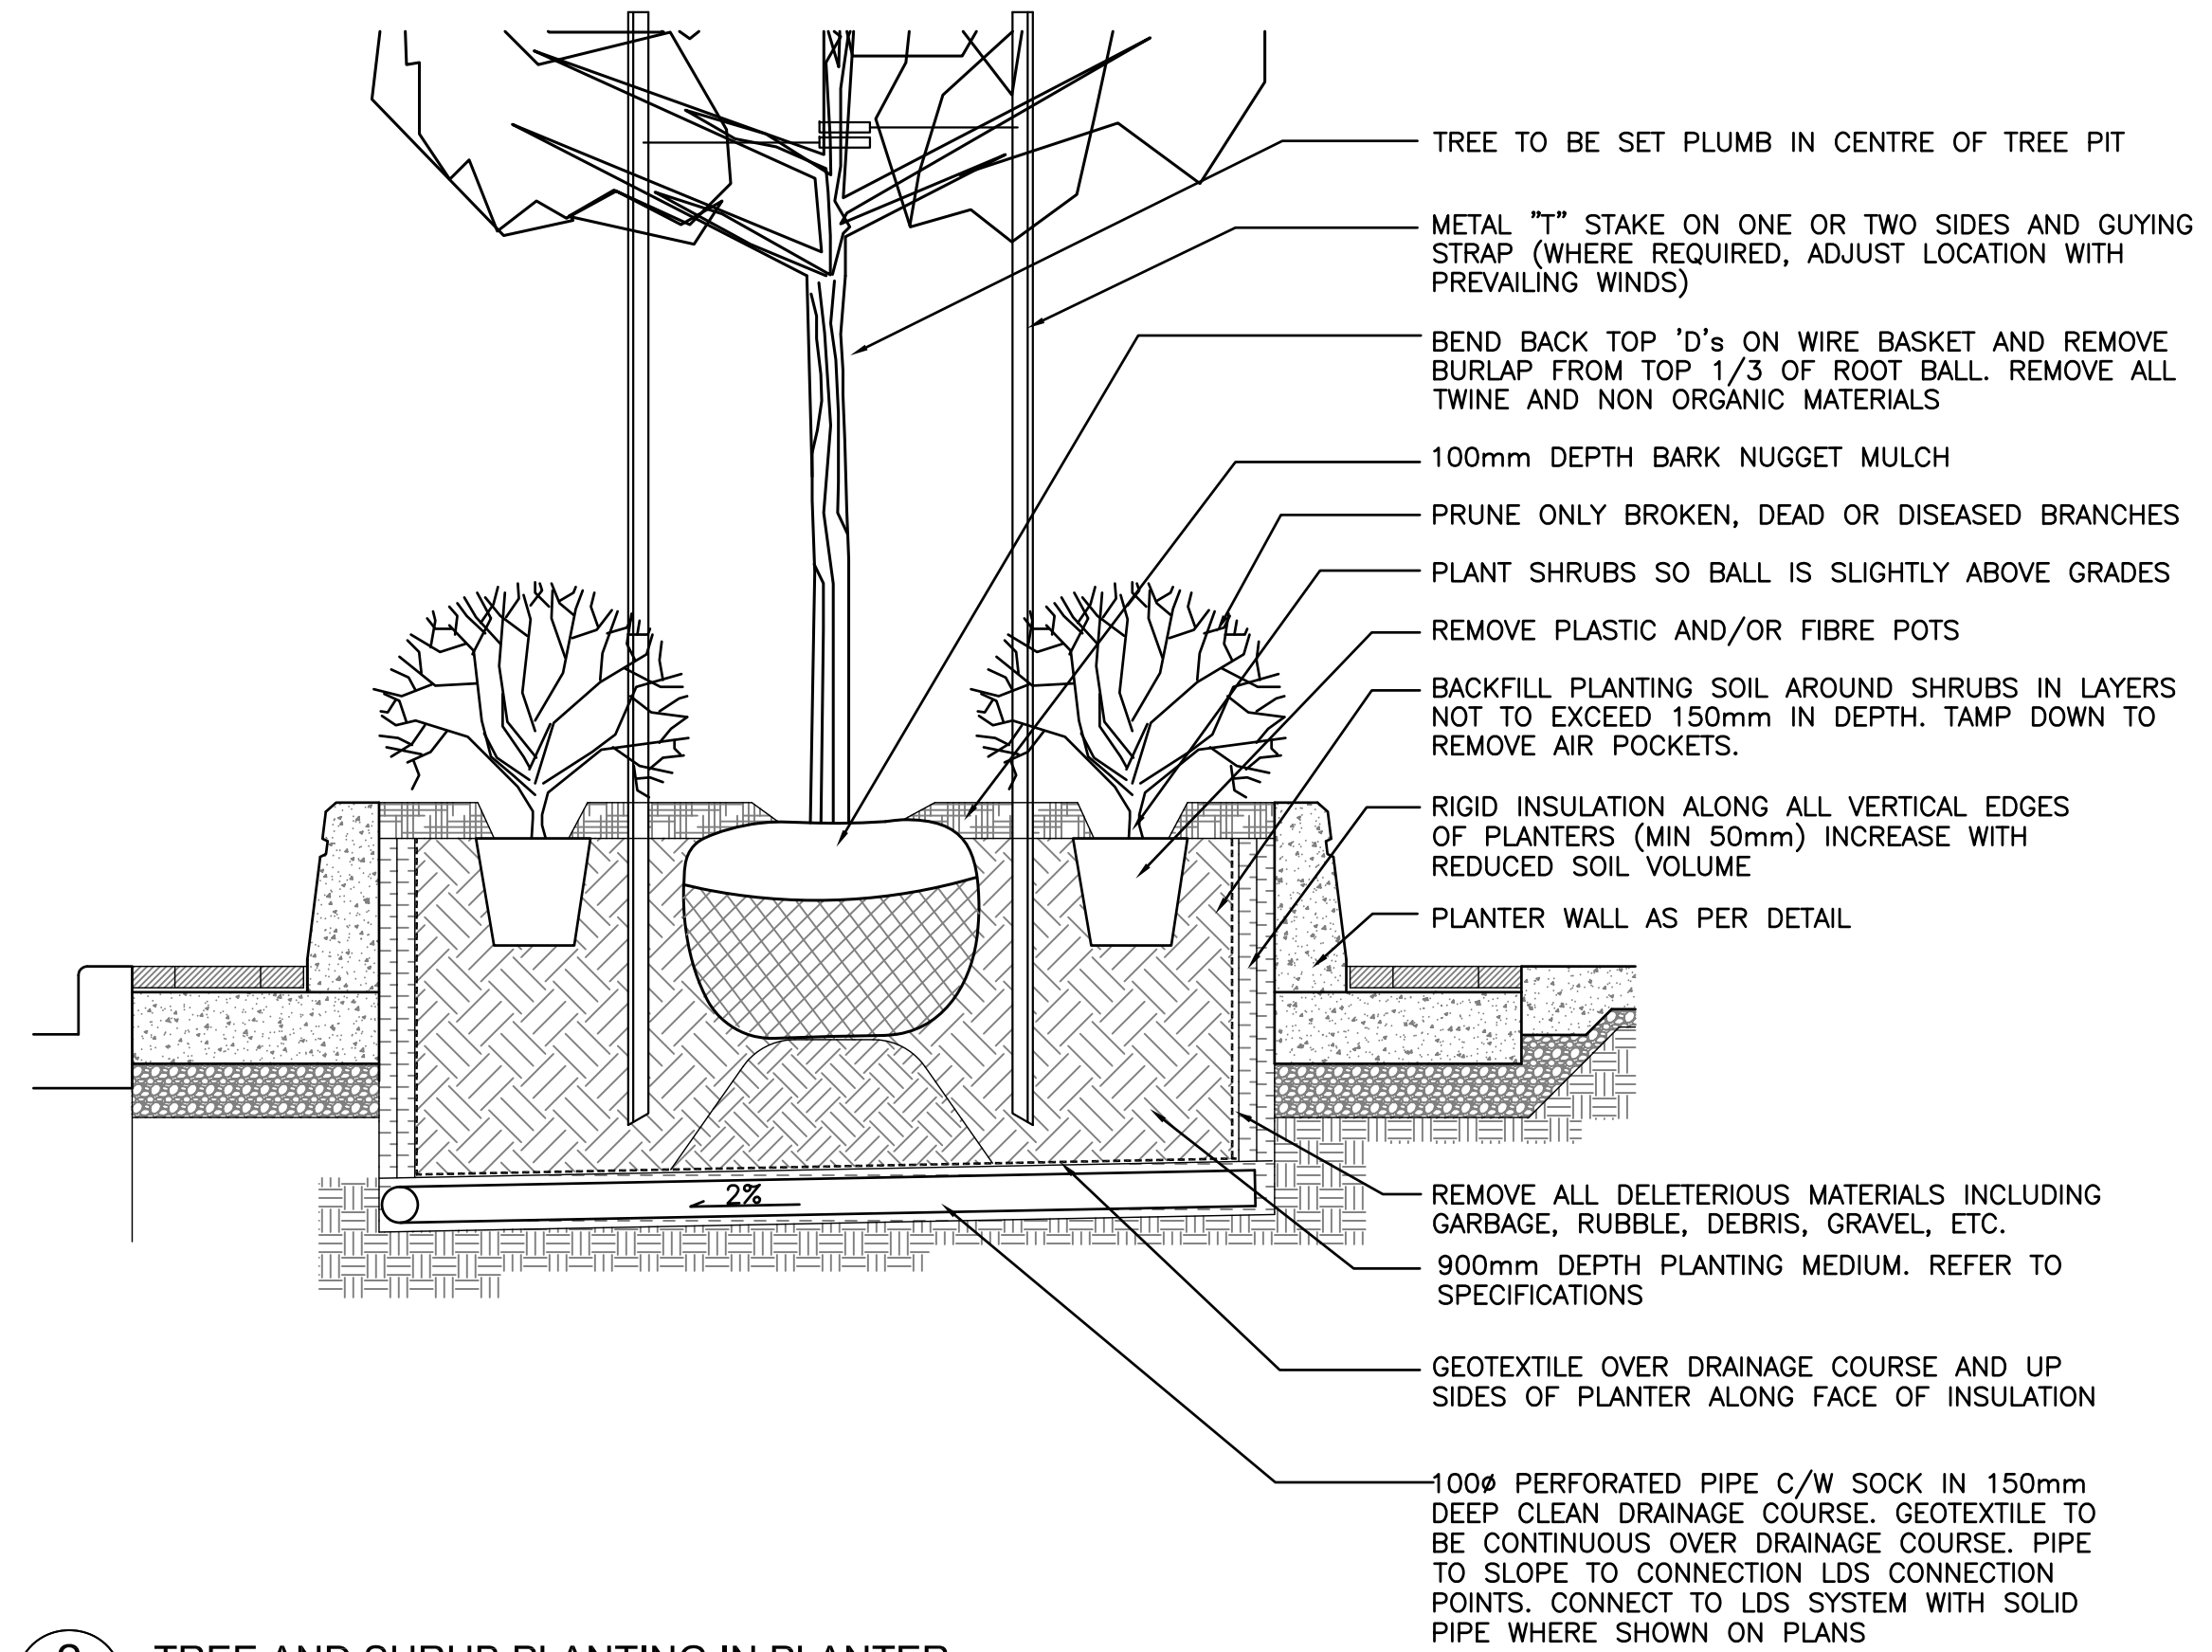 TREE TO BE SET PLUMB IN CENTRE OF TREE PIT
METAL "T" STAKE ON ONE OR TWO SIDES AND GUYING
STRAP (WHERE REQUIRED, ADJUST LOCATION WITH
PREVAILING WINDS)
BEND BACK TOP 'D's ON WIRE BASKET AND REMOVE
BURLAP FROM TOP 1/3 OF ROOT BALL. REMOVE ALL
TWINE AND NON ORGANIC MATERIALS
100mm DEPTH BARK NUGGET MULCH
PRUNE ONLY BROKEN, DEAD OR DISEASED BRANCHES
PLANT SHRUBS SO BALL IS SLIGHTLY ABOVE GRADES
REMOVE PLASTIC AND/OR FIBRE POTS
BACKFILL PLANTING SOIL AROUND SHRUBS IN LAYERS
NOT TO EXCEED 150mm IN DEPTH. TAMP DOWN TO
REMOVE AIR POCKETS.
RIGID INSULATION ALONG ALL VERTICAL EDGES
OF PLANTERS (MIN 50mm) INCREASE WITH
REDUCED SOIL VOLUME
PLANTER WALL AS PER DETAIL
2%
REMOVE ALL DELETERIOUS MATERIALS INCLUDING
GARBAGE, RUBBLE, DEBRIS, GRAVEL, ETC.
900mm DEPTH PLANTING MEDIUM. REFER TO
SPECIFICATIONS
GEOTEXTILE OVER DRAINAGE COURSE AND UP
SIDES OF PLANTER ALONG FACE OF INSULATION
100ø PERFORATED PIPE C/W SOCK IN 150mm
DEEP CLEAN DRAINAGE COURSE. GEOTEXTILE TO
BE CONTINUOUS OVER DRAINAGE COURSE. PIPE
TO SLOPE TO CONNECTION LDS CONNECTION
POINTS. CONNECT TO LDS SYSTEM WITH SOLID
PIPE WHERE SHOWN ON PLANS
TREE AND SHRUB PLANTING IN PLANTER